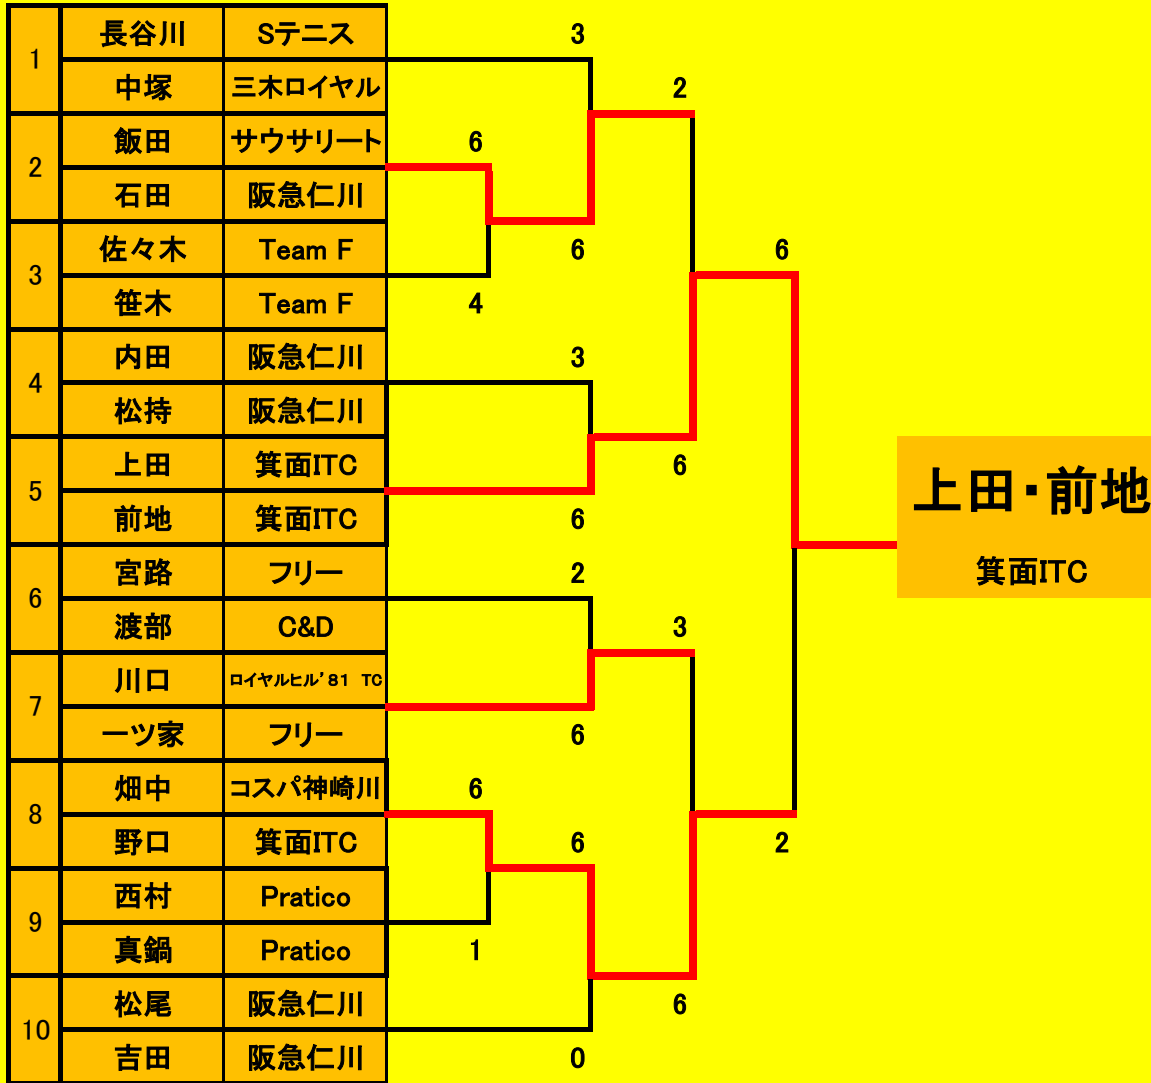 長谷川 Sテニス 3
1
中塚 三木ロイヤル 2
飯田 サウサリート 6
2
石田 阪急仁川
佐々木 Team F 6 6
3
笹木 Team F 4
内田 阪急仁川 3
4
松持 阪急仁川
上田 箕面ITC 6
5
前地 箕面ITC 6
上田・前地
箕面ITC
宮路 フリー 2
6
渡部 C&D 3
川口 ロイヤルヒル'81 TC
7
一ツ家 フリー 6
畑中 コスパ神崎川 6
8
野口 箕面ITC 6 2
西村 Pratico
9
真鍋 Pratico 1
松尾 阪急仁川 6
10
吉田 阪急仁川 0